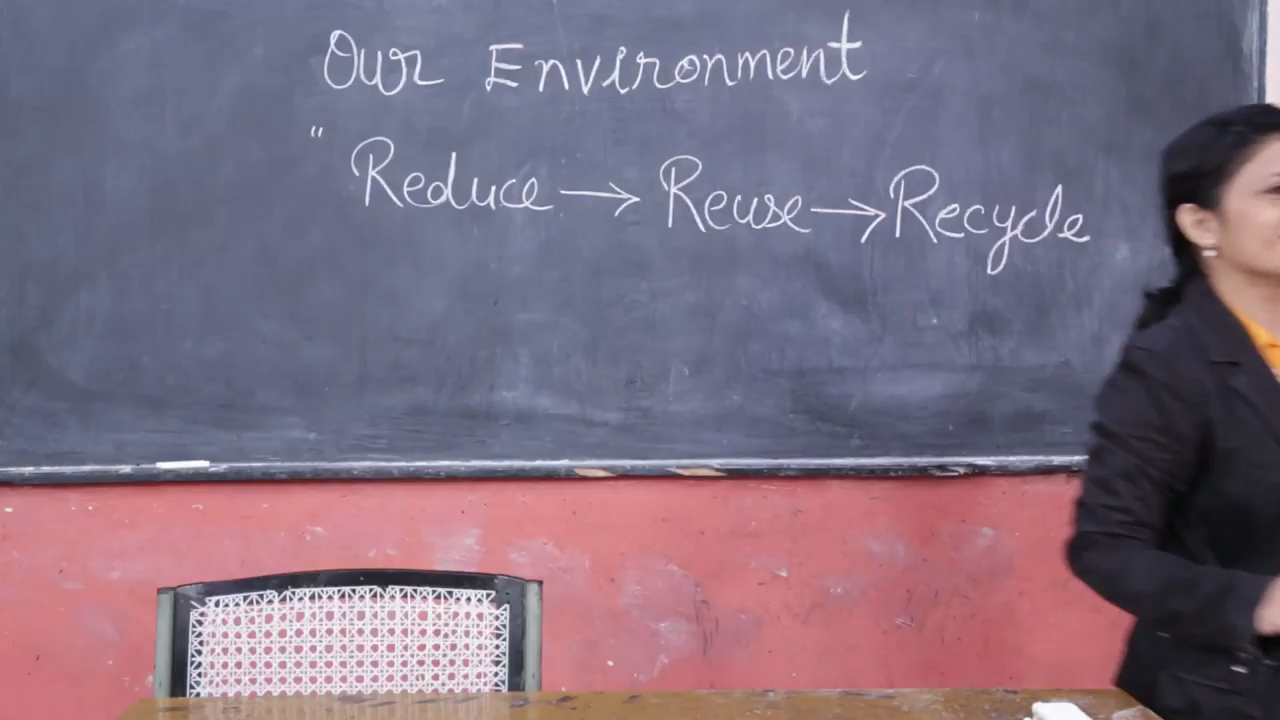 Our Environment
" Reduce → Reuse → Recycle